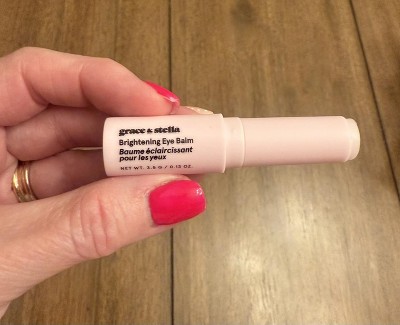 grace & stella
Brightening Eye Balm
Baume éclaircissant
pour les yeux
NET WT. 3.5 G / 0.12 OZ.